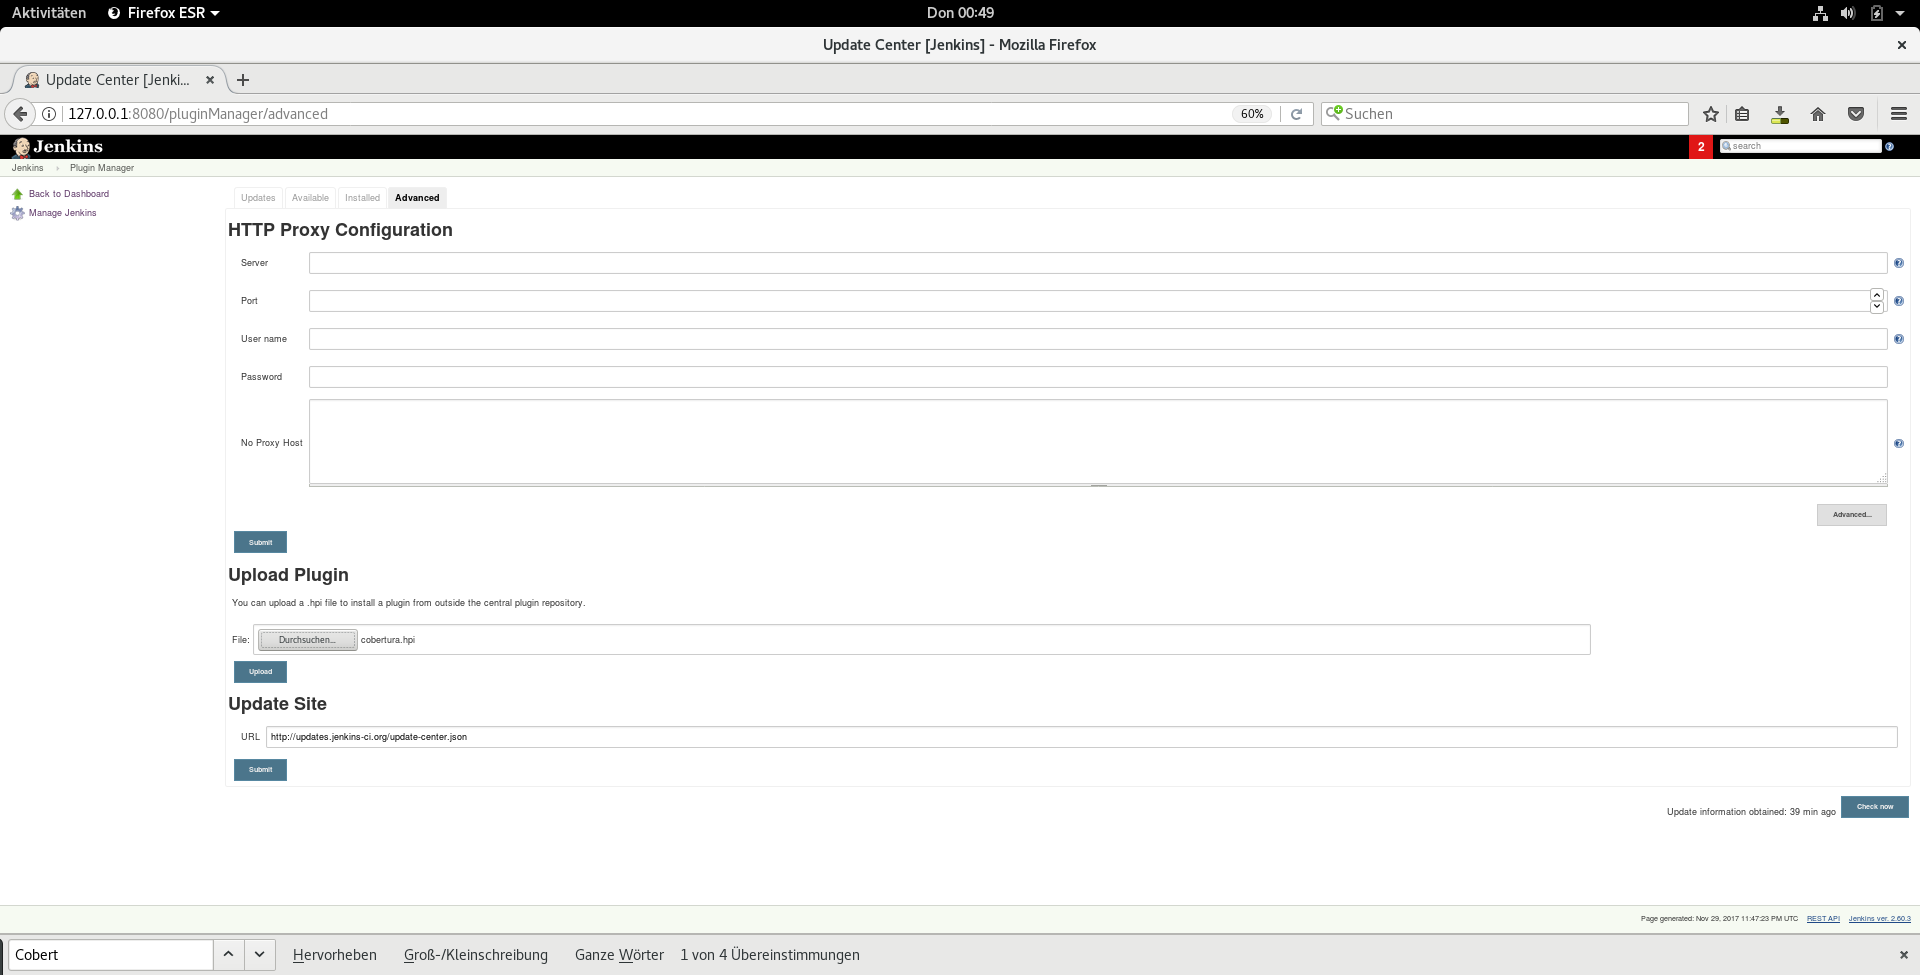 Aktivitäten Firefox ESR Don 00:49
Update Center [Jenkins] - Mozilla Firefox
Update Center [Jenki...
127.0.0.1:8080/pluginManager/advanced 60% Suchen
Jenkins 2 search
Jenkins Plugin Manager
Back to Dashboard
Manage Jenkins
Updates Available Installed Advanced
HTTP Proxy Configuration
Server
Port
User name
Password
No Proxy Host
Advanced...
Submit
Upload Plugin
You can upload a .hpi file to install a plugin from outside the central plugin repository.
File: Durchsuchen... cobertura.hpi
Upload
Update Site
URL http://updates.jenkins-ci.org/update-center.json
Submit
Update information obtained: 39 min ago Check now
Page generated: Nov 29, 2017 11:47:23 PM UTC REST API Jenkins ver. 2.60.3
Cobert Hervorheben Groß-/Kleinschreibung Ganze Wörter 1 von 4 Übereinstimmungen